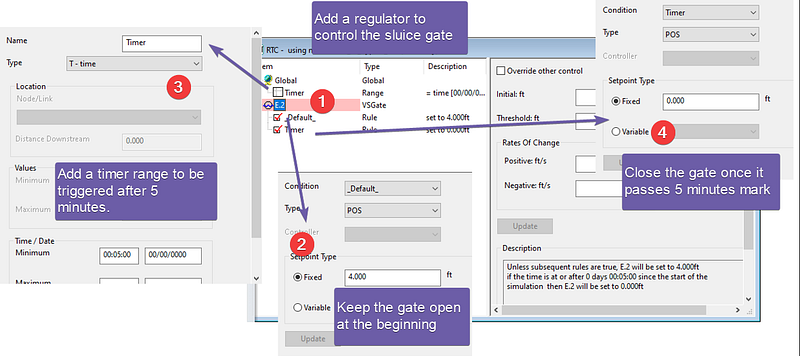 Add a regulator to
control the sluice gate
Name
Timer
Type
T - time
3
Location
Node/Link
Distance Downstream
0.000
Values
Minimum
Maximum
Add a timer range to be
triggered after 5
minutes.
Time / Date
Minimum
00:05:00
00/00/0000
RTC - using
Type
Description
Global
Global
Timer
Range
= time [00/00/0...
1
E.2
VSGate
_Default_
Rule
set to 4.000ft
Timer
Rule
set to 0.000ft
Condition
_Default_
Type
POS
Controller
2
Setpoint Type
Fixed
4.000
ft
Variable
Update
Keep the gate open
at the beginning
Override other control
Initial: ft
Threshold: ft
Rates Of Change
Positive: ft/s
Negative: ft/s
Update
Description
Unless subsequent rules are true, E.2 will be set to 4.000ft
if the time is at or after 0 days 00:05:00 since the start of the
simulation then E.2 will be set to 0.000ft
Condition
Timer
Type
POS
Controller
Setpoint Type
Fixed
0.000
ft
Variable
4
Close the gate once it
passes 5 minutes mark